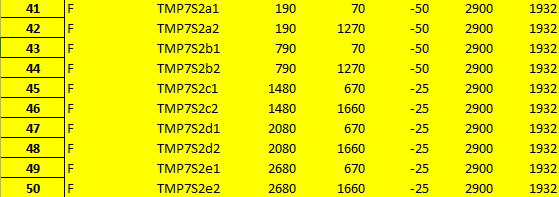 41 F TMP7S2a1 190 70 -50 2900 1932
42 F TMP7S2a2 190 1270 -50 2900 1932
43 F TMP7S2b1 790 70 -50 2900 1932
44 F TMP7S2b2 790 1270 -50 2900 1932
45 F TMP7S2c1 1480 670 -25 2900 1932
46 F TMP7S2c2 1480 1660 -25 2900 1932
47 F TMP7S2d1 2080 670 -25 2900 1932
48 F TMP7S2d2 2080 1660 -25 2900 1932
49 F TMP7S2e1 2680 670 -25 2900 1932
50 F TMP7S2e2 2680 1660 -25 2900 1932